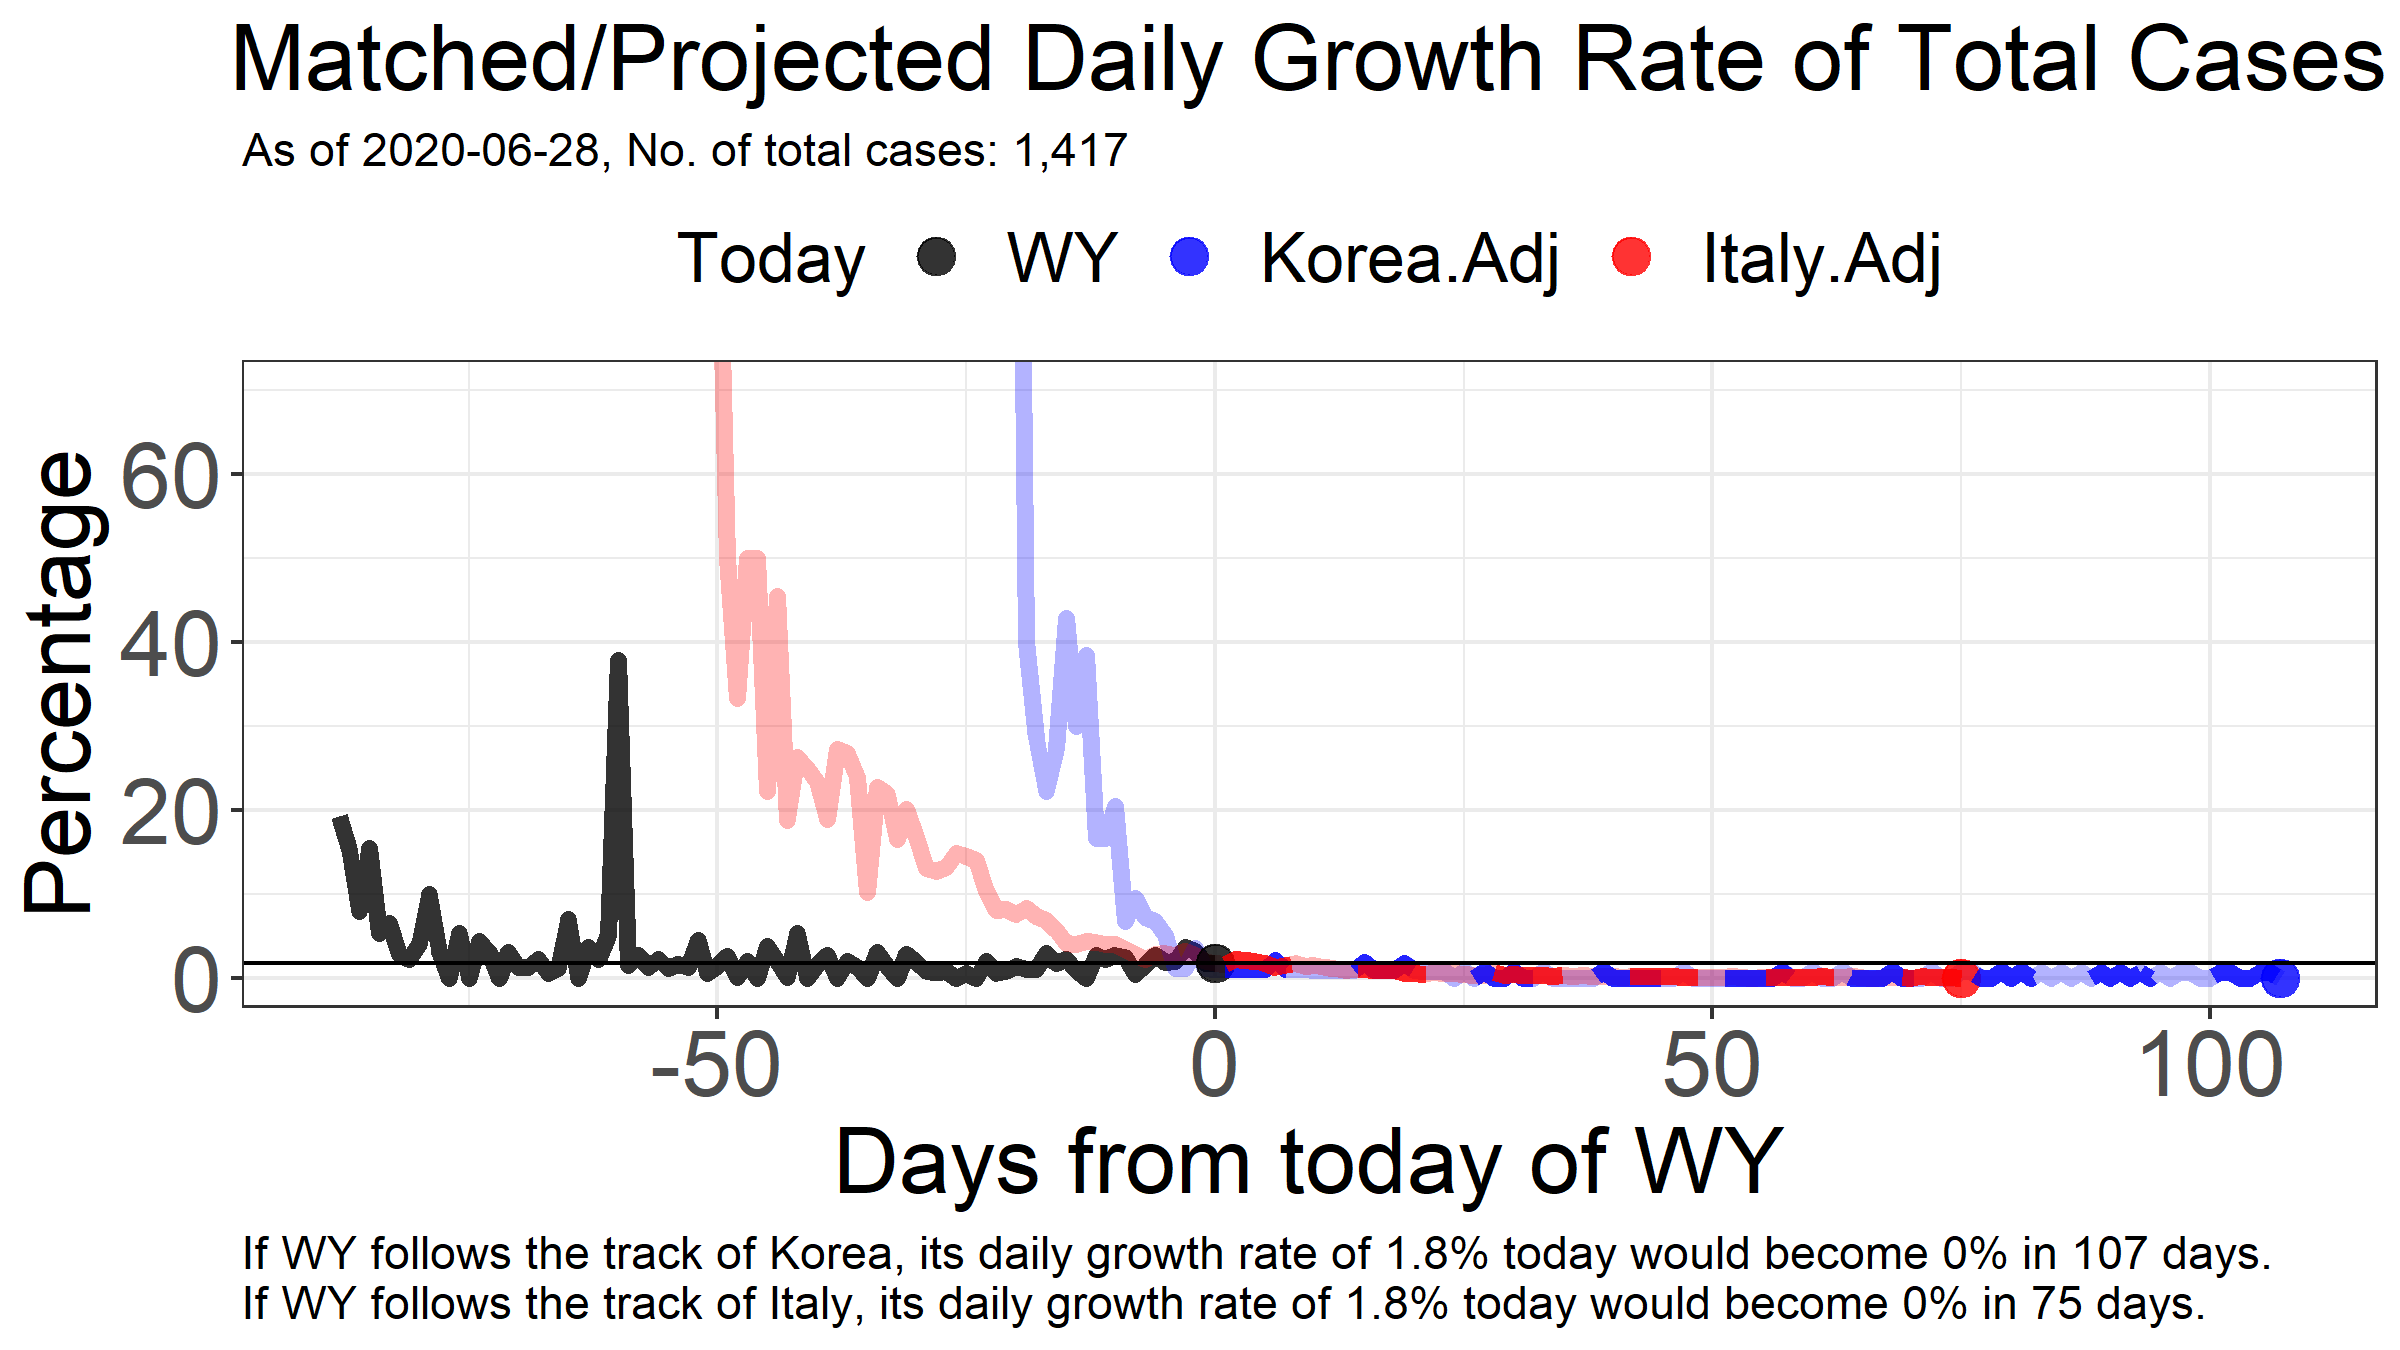 Matched/Projected Daily Growth Rate of Total Cases
As of 2020-06-28, No. of total cases: 1,417
Today WY Korea.Adj Italy.Adj
Percentage
60
40
20
0
-50 0 50 100
Days from today of WY
If WY follows the track of Korea, its daily growth rate of 1.8% today would become 0% in 107 days.
If WY follows the track of Italy, its daily growth rate of 1.8% today would become 0% in 75 days.